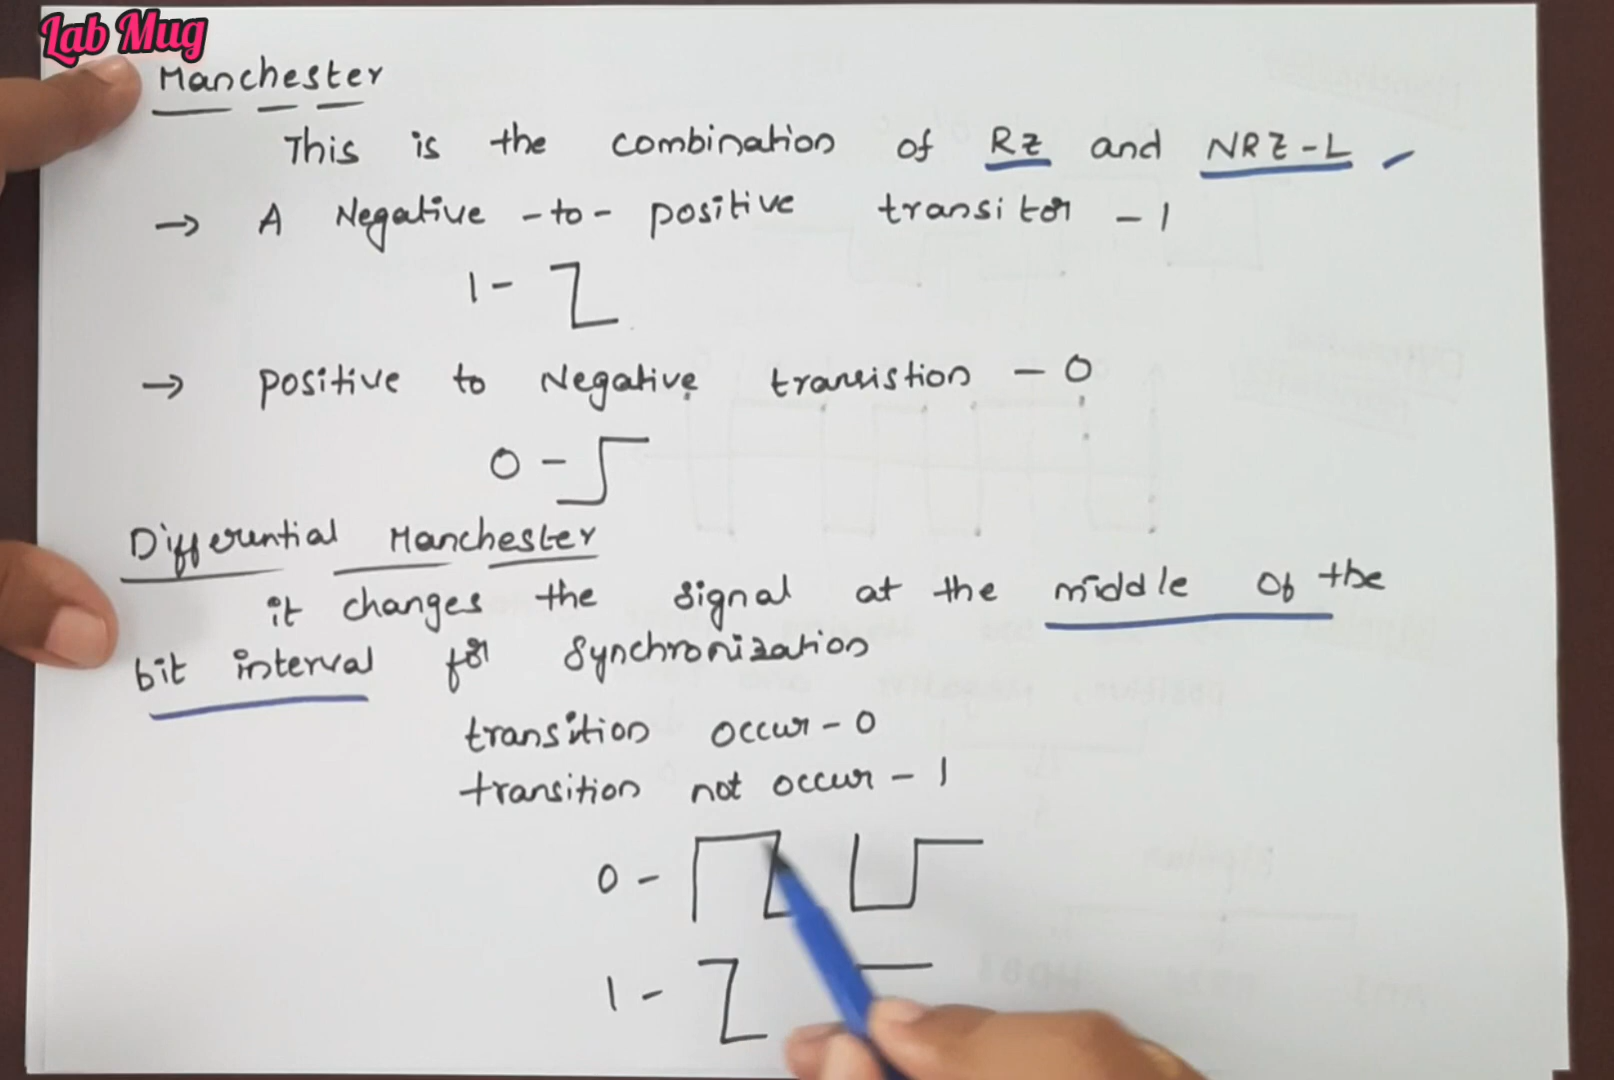 Lab Mug
Manchester
This is the combination of RZ and NRZ-L
→ A Negative -to- positive transitor - 1
1 -
→ positive to Negative transistion - 0
0 -
Differential Manchester
it changes the signal at the middle of the
bit interval for synchronization
transition occur - 0
transition not occur - 1
0 -
1 -